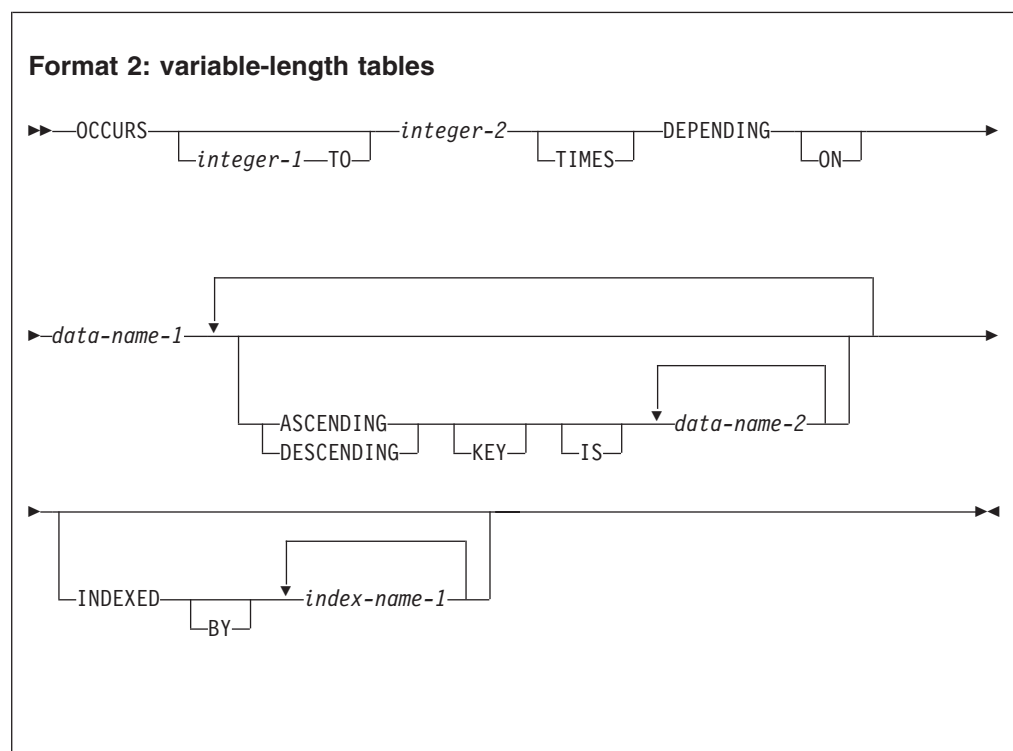 Format 2: variable-length tables
OCCURS integer-2 DEPENDING
integer-1 TO TIMES ON
data-name-1
ASCENDING data-name-2
DESCENDING KEY IS
INDEXED index-name-1
BY